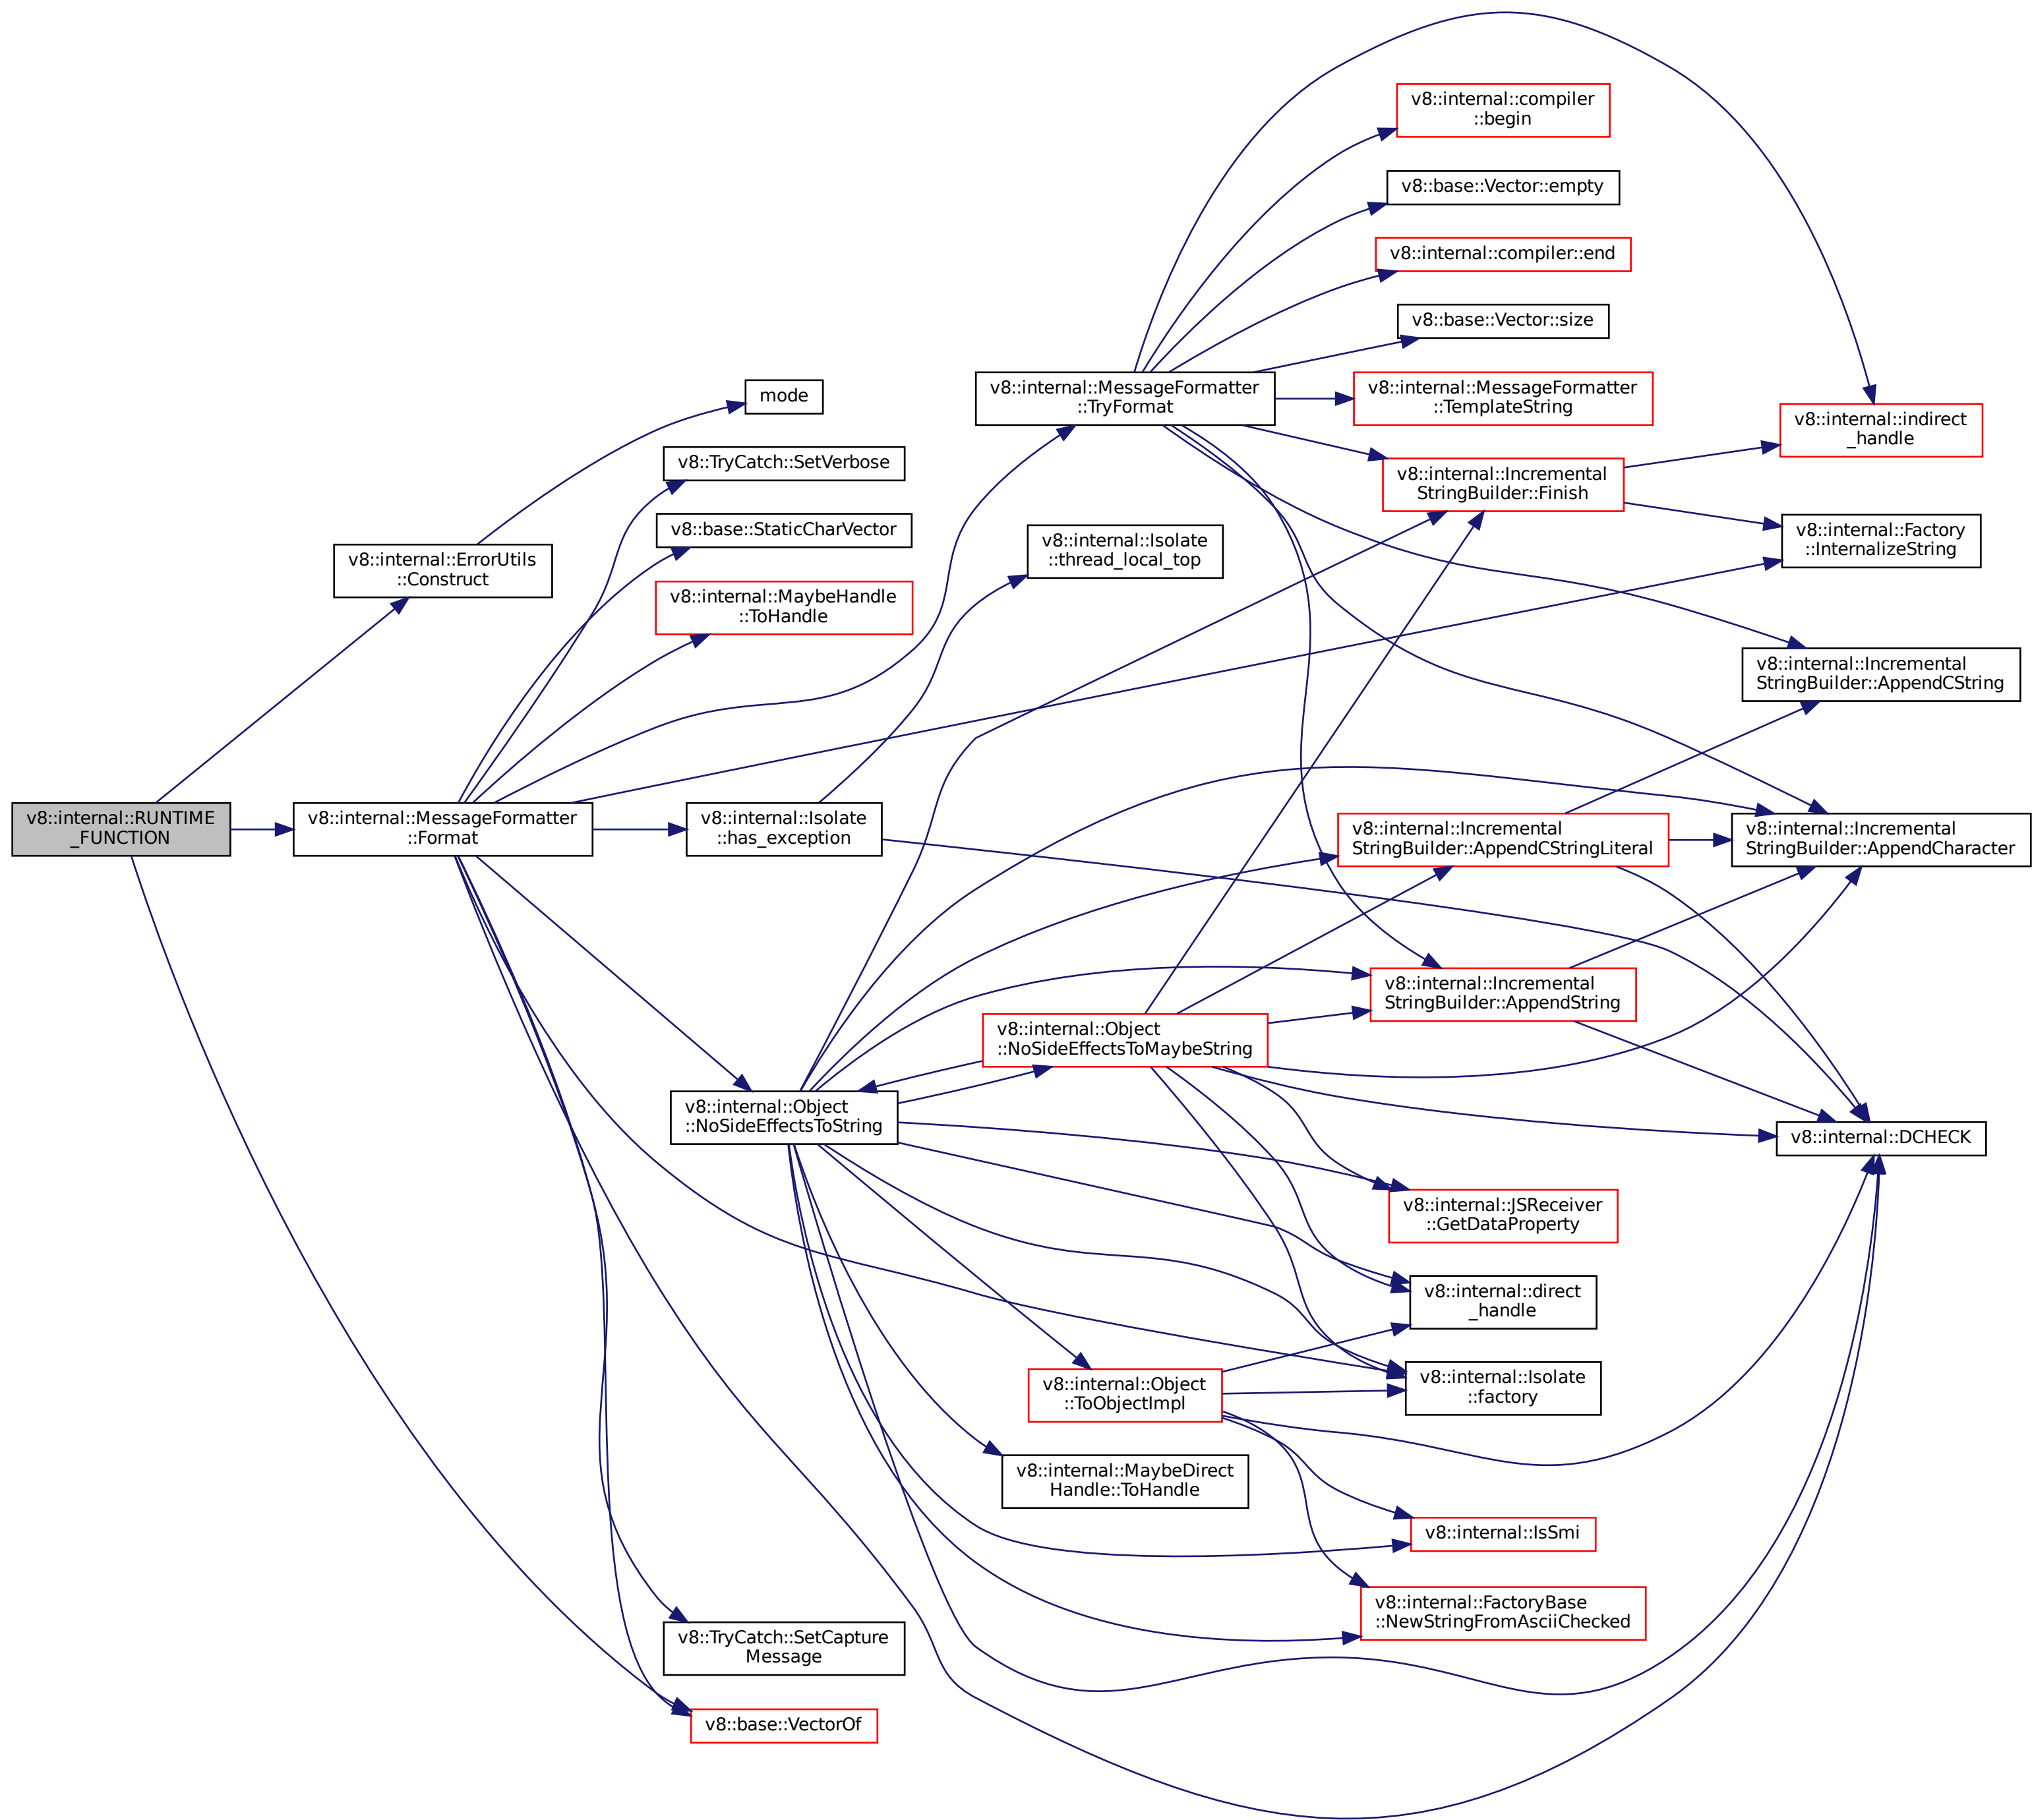 v8::internal::RUNTIME
_FUNCTION
v8::internal::ErrorUtils
::Construct
v8::internal::MessageFormatter
::Format
mode
v8::TryCatch::SetVerbose
v8::base::StaticCharVector
v8::internal::MaybeHandle
::ToHandle
v8::internal::Isolate
::has_exception
v8::internal::Object
::NoSideEffectsToString
v8::TryCatch::SetCapture
Message
v8::base::VectorOf
v8::internal::MessageFormatter
::TryFormat
v8::internal::Isolate
::thread_local_top
v8::internal::Object
::NoSideEffectsToMaybeString
v8::internal::Object
::ToObjectImpl
v8::internal::MaybeDirect
Handle::ToHandle
v8::internal::compiler
::begin
v8::base::Vector::empty
v8::internal::compiler::end
v8::base::Vector::size
v8::internal::MessageFormatter
::TemplateString
v8::internal::Incremental
StringBuilder::Finish
v8::internal::Incremental
StringBuilder::AppendCStringLiteral
v8::internal::Incremental
StringBuilder::AppendString
v8::internal::JSReceiver
::GetDataProperty
v8::internal::direct
_handle
v8::internal::Isolate
::factory
v8::internal::IsSmi
v8::internal::FactoryBase
::NewStringFromAsciiChecked
v8::internal::indirect
_handle
v8::internal::Factory
::InternalizeString
v8::internal::Incremental
StringBuilder::AppendCString
v8::internal::Incremental
StringBuilder::AppendCharacter
v8::internal::DCHECK